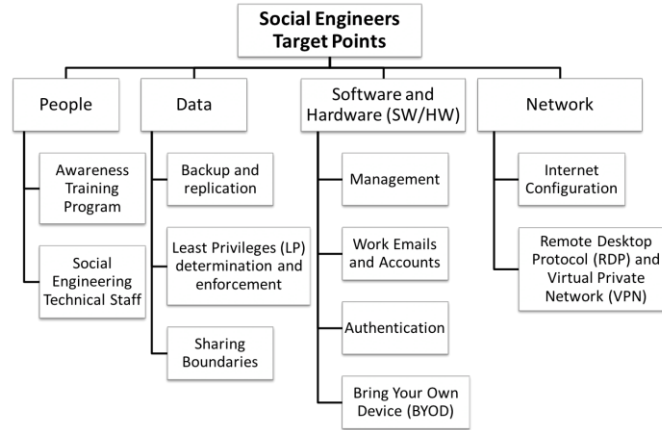 Social Engineers
Target Points
People
Data
Software and
Hardware (SW/HW)
Network
Awareness
Training
Program
Social
Engineering
Technical Staff
Backup and
replication
Least Privileges (LP)
determination and
enforcement
Sharing
Boundaries
Management
Work Emails
and Accounts
Authentication
Bring Your Own
Device (BYOD)
Internet
Configuration
Remote Desktop
Protocol (RDP) and
Virtual Private
Network (VPN)